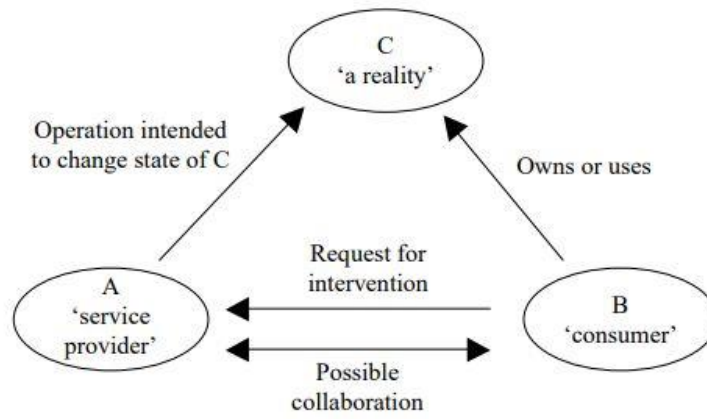 C
‘a reality’
Operation intended
to change state of C
Owns or uses
Request for
intervention
A
‘service
provider’
B
‘consumer’
Possible
collaboration